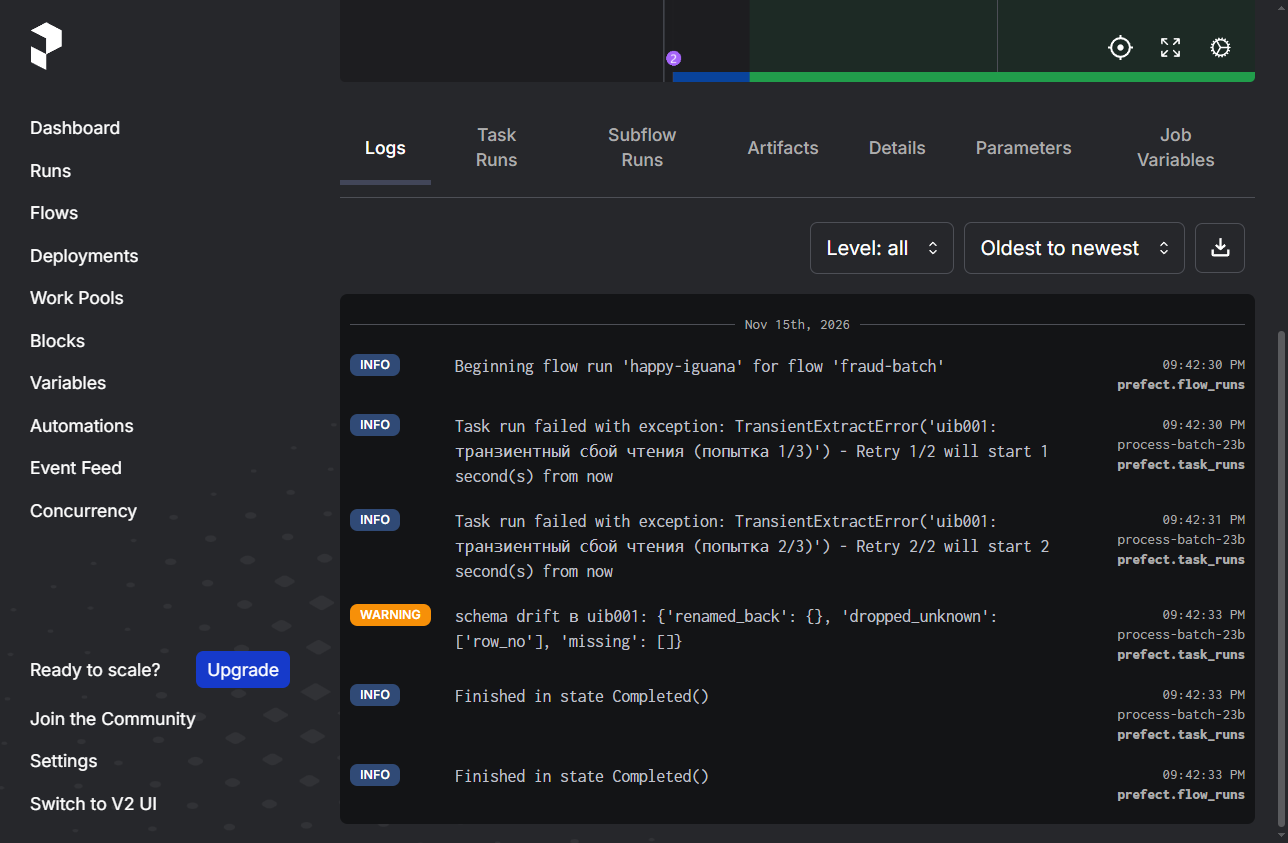 2
Dashboard
Runs
Flows
Deployments
Work Pools
Blocks
Variables
Automations
Event Feed
Concurrency
Ready to scale?
Upgrade
Join the Community
Settings
Switch to V2 UI
Logs
Task
Runs
Subflow
Runs
Artifacts
Details
Parameters
Job
Variables
Level: all
Oldest to newest
Nov 15th, 2026
INFO
Beginning flow run 'happy-iguana' for flow 'fraud-batch'
09:42:30 PM
prefect.flow_runs
INFO
Task run failed with exception: TransientExtractError('uib001:
транзиентный сбой чтения (попытка 1/3)') - Retry 1/2 will start 1
second(s) from now
09:42:30 PM
process-batch-23b
prefect.task_runs
INFO
Task run failed with exception: TransientExtractError('uib001:
транзиентный сбой чтения (попытка 2/3)') - Retry 2/2 will start 2
second(s) from now
09:42:31 PM
process-batch-23b
prefect.task_runs
WARNING
schema drift в uib001: {'renamed_back': {}, 'dropped_unknown':
['row_no'], 'missing': []}
09:42:33 PM
process-batch-23b
prefect.task_runs
INFO
Finished in state Completed()
09:42:33 PM
process-batch-23b
prefect.task_runs
INFO
Finished in state Completed()
09:42:33 PM
prefect.flow_runs